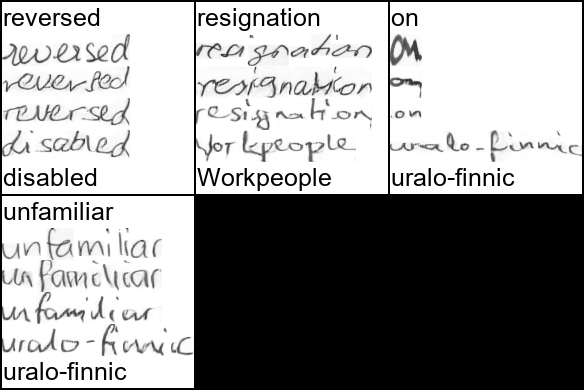 reversed
reversed
reversed
reversed
disabled
disabled
resignation
resignation
resignation
resignation
Workpeople
Workpeople
on
on
on
on
uralo-finnic
uralo-finnic
unfamiliar
unfamiliar
unfamiliar
unfamiliar
uralo-finnic
uralo-finnic